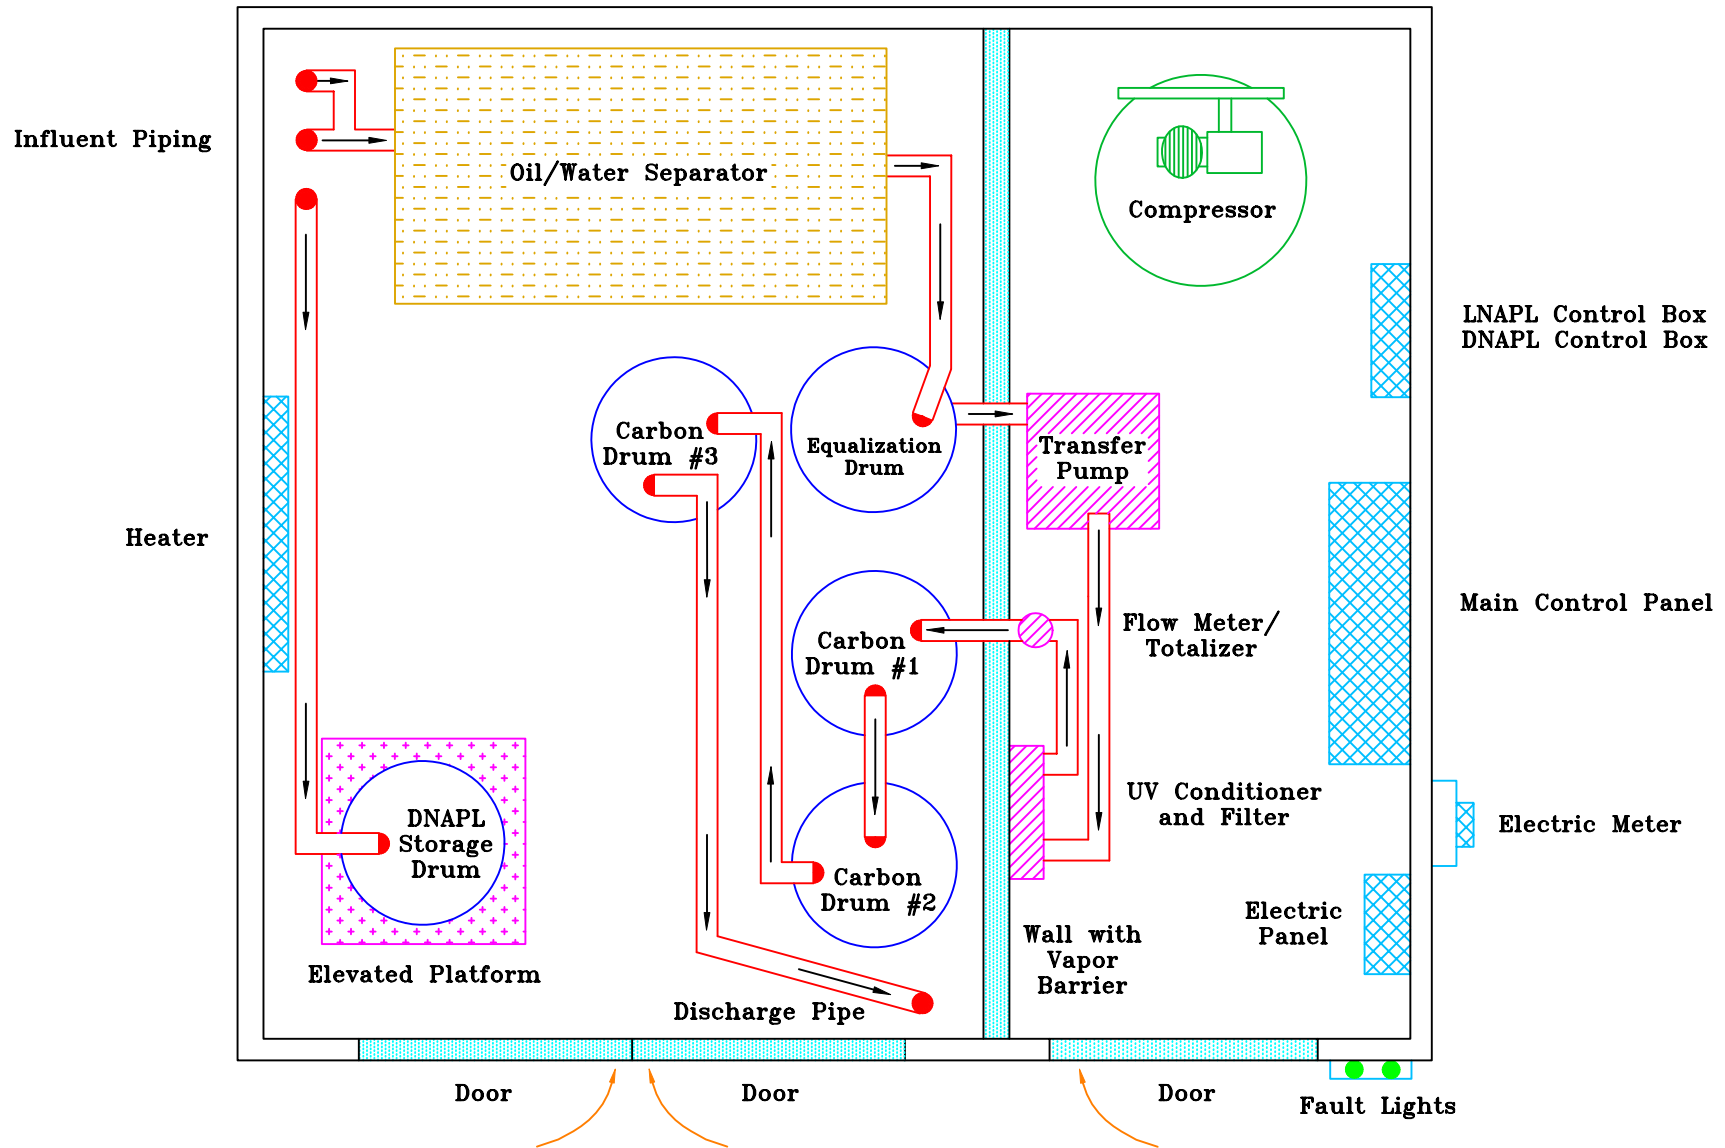 Influent Piping
Oil/Water Separator
Compressor
LNAPL Control Box
DNAPL Control Box
Carbon
Drum #3
Equalization
Drum
Transfer
Pump
Heater
Main Control Panel
Flow Meter/
Totalizer
Carbon
Drum #1
UV Conditioner
and Filter
Electric Meter
DNAPL
Storage
Drum
Carbon
Drum #2
Electric
Panel
Wall with
Vapor
Barrier
Elevated Platform
Discharge Pipe
Door
Door
Door
Fault Lights